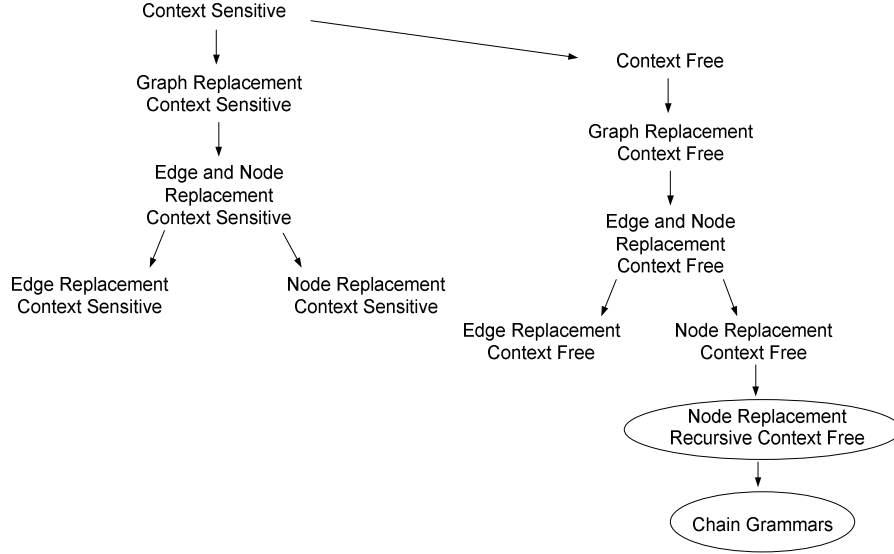 Context Sensitive
Graph Replacement
Context Sensitive
Edge and Node
Replacement
Context Sensitive
Edge Replacement
Context Sensitive
Node Replacement
Context Sensitive
Context Free
Graph Replacement
Context Free
Edge and Node
Replacement
Context Free
Edge Replacement
Context Free
Node Replacement
Context Free
Node Replacement
Recursive Context Free
Chain Grammars